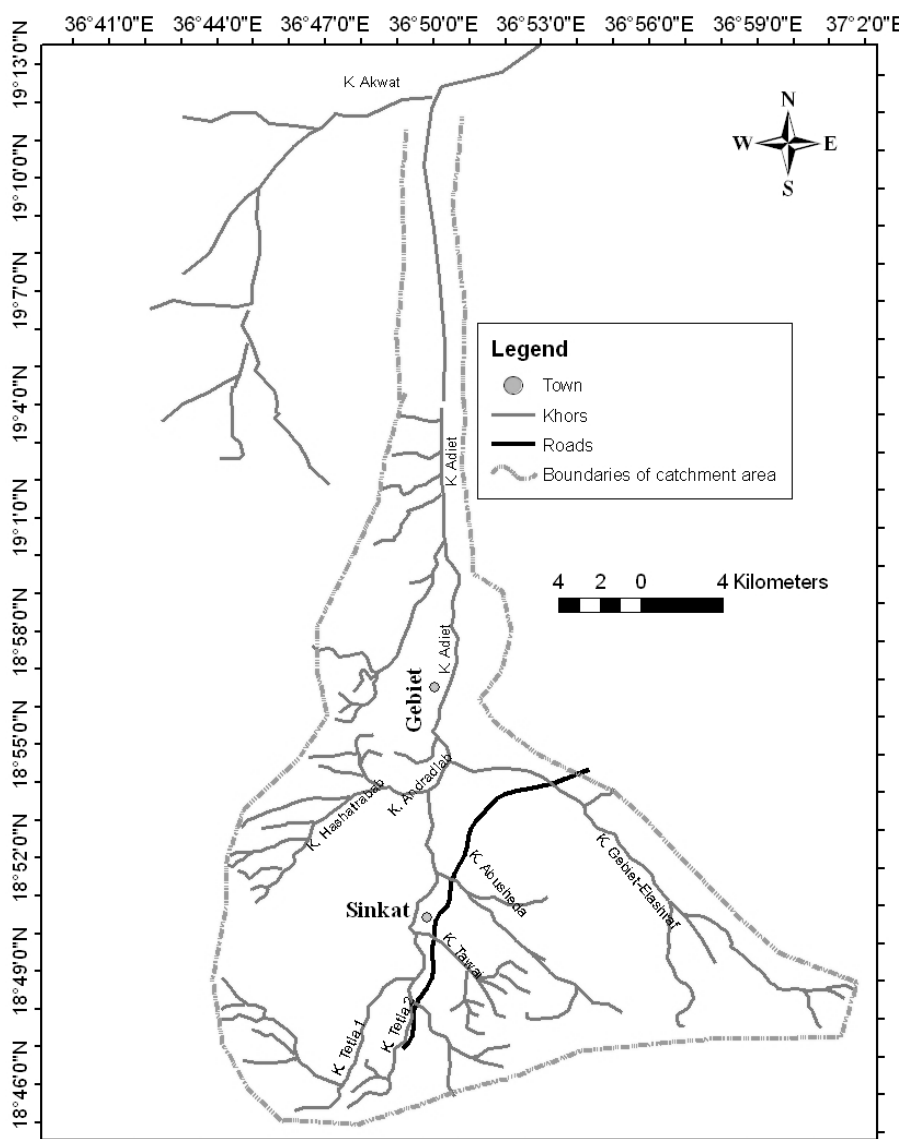 36°41'0"E 36°44'0"E 36°47'0"E 36°50'0"E 36°53'0"E 36°56'0"E 36°59'0"E 37°20'0"E
19°13'0"N
19°10'0"N
19°7'0"N
19°4'0"N
19°1'0"N
18°58'0"N
18°55'0"N
18°52'0"N
18°49'0"N
18°46'0"N
K. Akwat
N
W E
S
Legend
Town
Khors
Roads
Boundaries of catchment area
K. Adiet
4 2 0 4 Kilometers
K. Adiet
Gebiet
K. Andradlab
K. Hashatrabab
K. Abusheda
K. Gebiet-Elashraf
Sinkat
K. Tawai
K. Tetia 1
K. Tetia 2